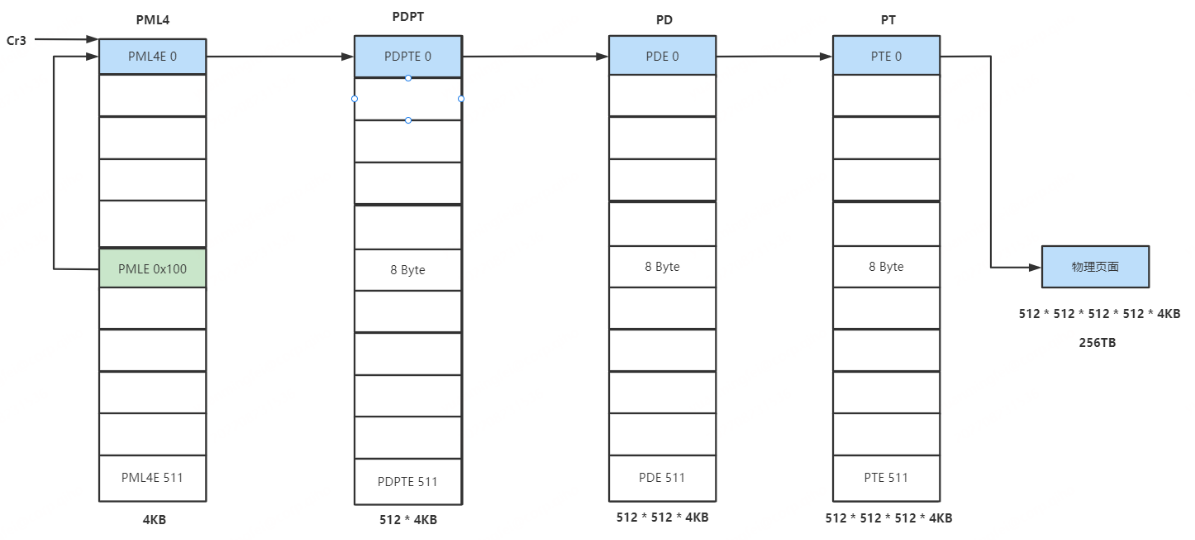 PML4
PDPT
PD
PT
Cr3
PML4E 0
PDPTE 0
PDE 0
PTE 0
PMLE 0x100
8 Byte
8 Byte
8 Byte
物理页面
512 * 512 * 512 * 512 * 4KB
256TB
PML4E 511
PDPTE 511
PDE 511
PTE 511
4KB
512 * 4KB
512 * 512 * 4KB
512 * 512 * 512 * 4KB